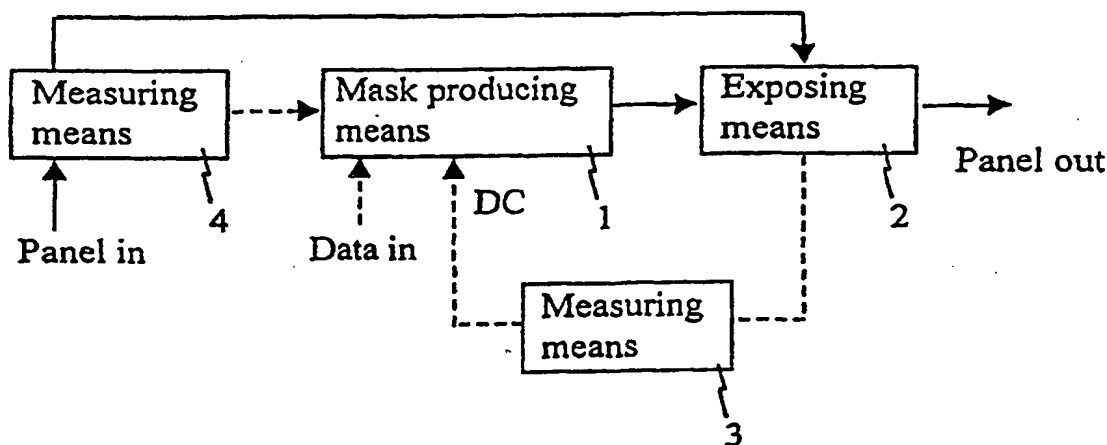 Measuring
means
Mask producing
means
Exposing
means
Panel out
4
DC
1
2
Panel in
Data in
Measuring
means
3